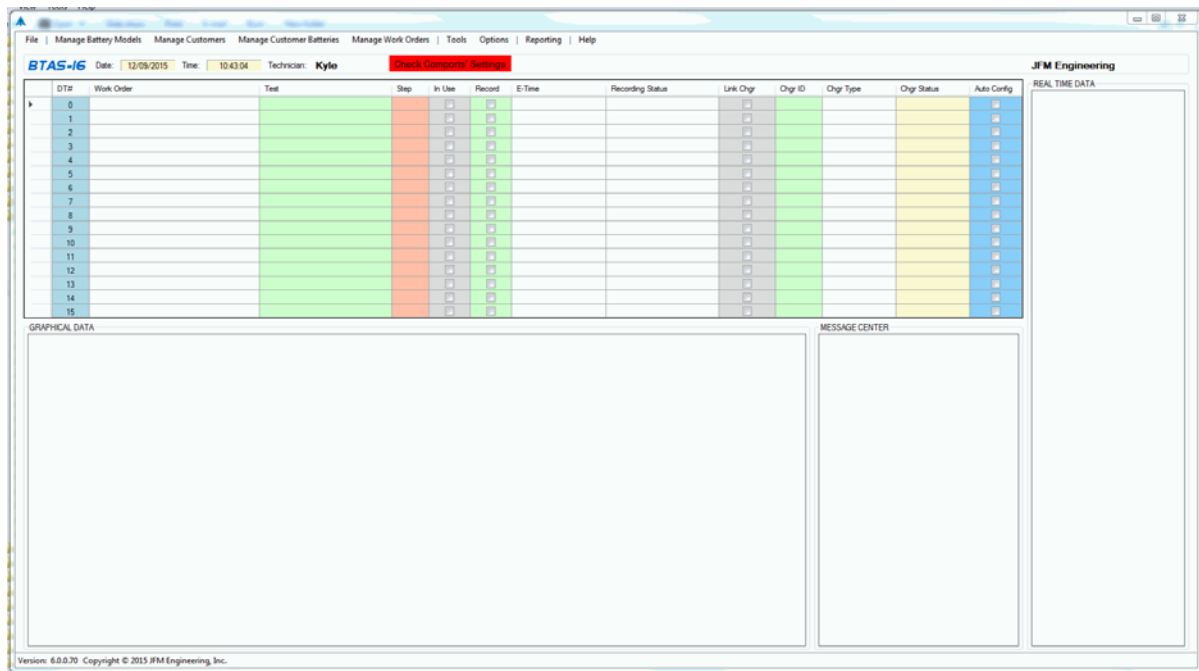 View Tools Help
File | Manage Battery Models Manage Customers Manage Customer Batteries Manage Work Orders | Tools Options | Reporting | Help
BTAS-16 Date: 12/09/2015 Time: 10:43:04 Technician: Kyle Check Comports' Settings JFM Engineering
DT# Work Order Test Step In Use Record E-Time Recording Status Link Chgr Chgr ID Chgr Type Chgr Status Auto Config REAL TIME DATA
0
1
2
3
4
5
6
7
8
9
10
11
12
13
14
15
GRAPHICAL DATA MESSAGE CENTER
Version: 6.0.0.70 Copyright © 2015 JFM Engineering, Inc.